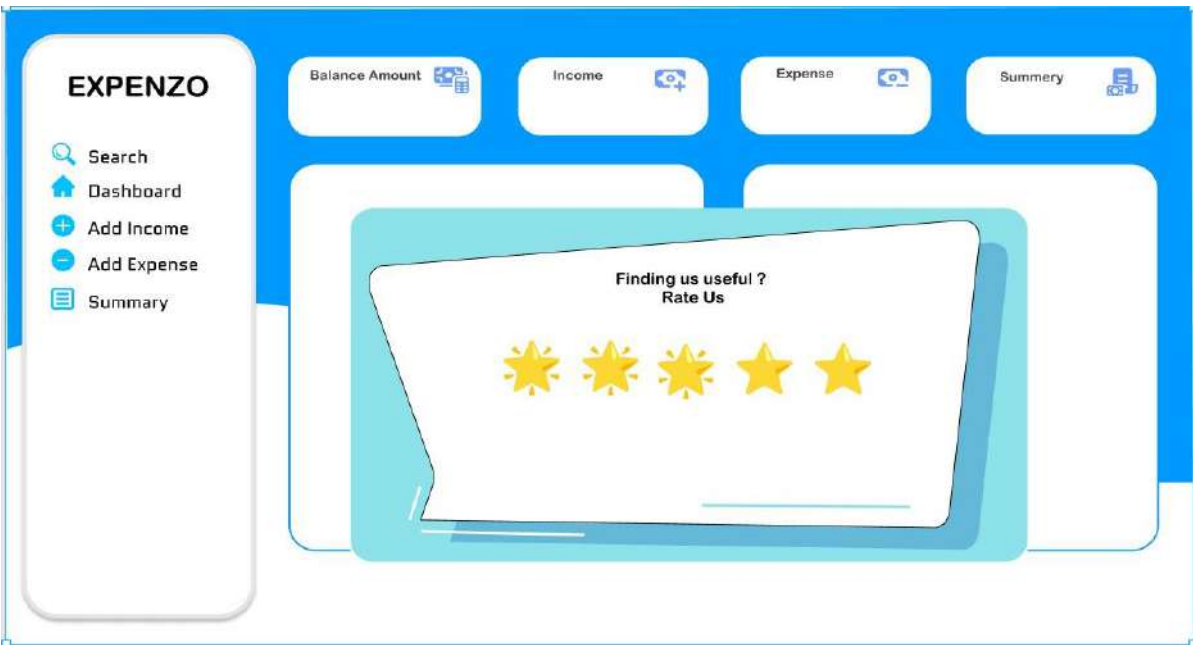 EXPENZO
Search
Dashboard
Add Income
Add Expense
Summary
Balance Amount
Income
Expense
Summery
Finding us useful ?
Rate Us